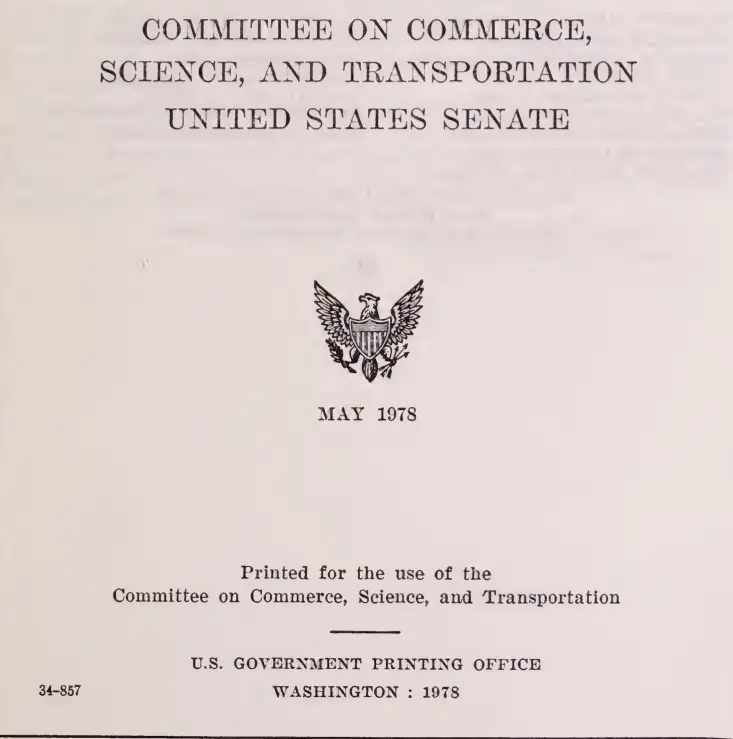 COMMITTEE ON COMMERCE,
SCIENCE, AND TRANSPORTATION
UNITED STATES SENATE
MAY 1978
Printed for the use of the
Committee on Commerce, Science, and Transportation
U.S. GOVERNMENT PRINTING OFFICE
34-857 WASHINGTON : 1978